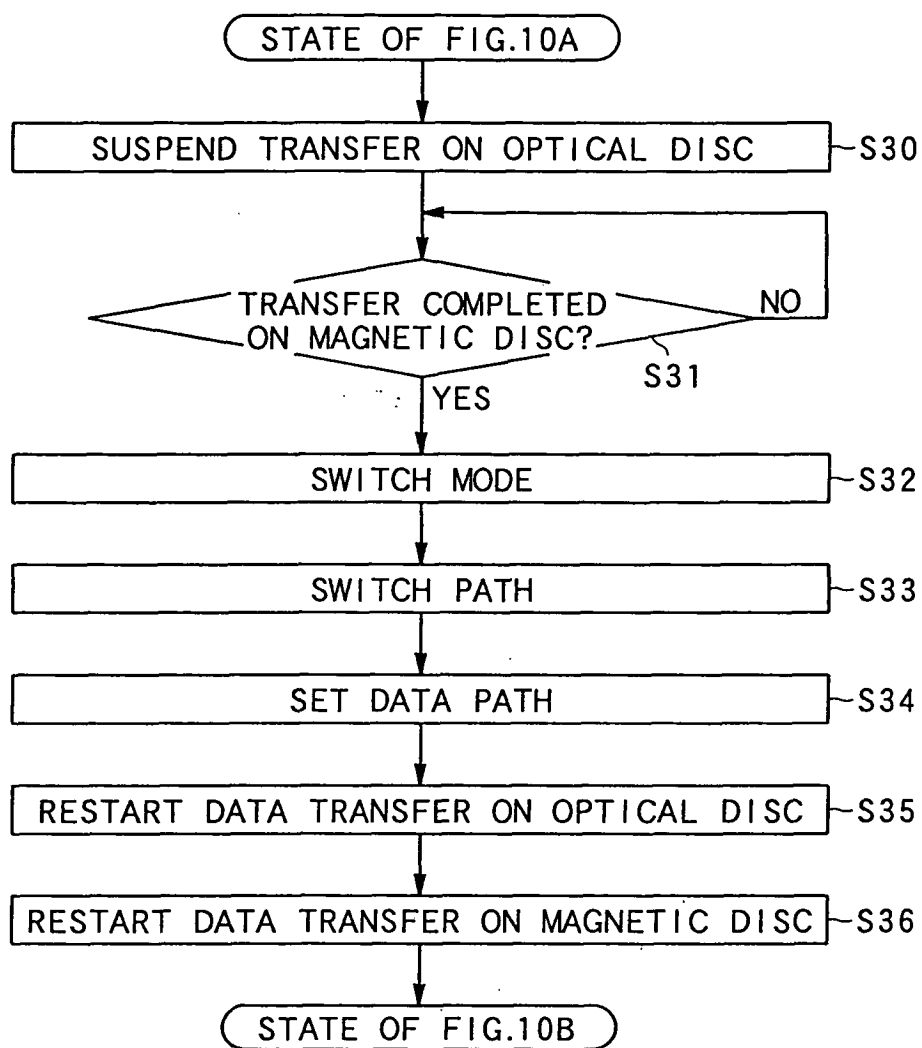 STATE OF FIG.10A
SUSPEND TRANSFER ON OPTICAL DISC
S30
TRANSFER COMPLETED
ON MAGNETIC DISC?
NO
S31
YES
SWITCH MODE
S32
SWITCH PATH
S33
SET DATA PATH
S34
RESTART DATA TRANSFER ON OPTICAL DISC
S35
RESTART DATA TRANSFER ON MAGNETIC DISC
S36
STATE OF FIG.10B